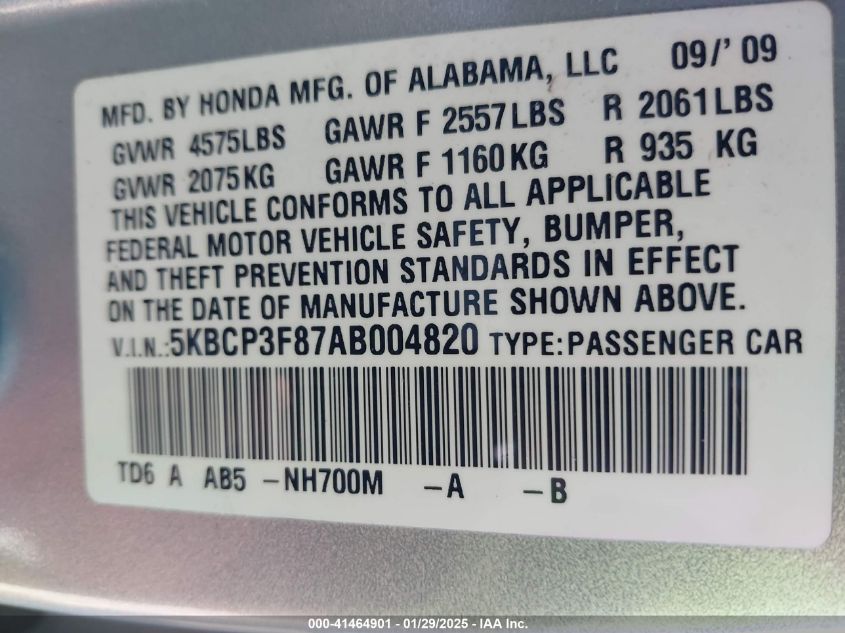 MFD. BY HONDA MFG. OF ALABAMA, LLC 09/'09
GVWR 4575LBS GAWR F 2557LBS R 2061LBS
GVWR 2075KG GAWR F 1160KG R 935 KG
THIS VEHICLE CONFORMS TO ALL APPLICABLE
FEDERAL MOTOR VEHICLE SAFETY, BUMPER,
AND THEFT PREVENTION STANDARDS IN EFFECT
ON THE DATE OF MANUFACTURE SHOWN ABOVE.
V.I.N.:5KBCP3F87AB004820 TYPE:PASSENGER CAR
TD6 A AB5 -NH700M -A -B
000-41464901 - 01/29/2025 - IAA Inc.